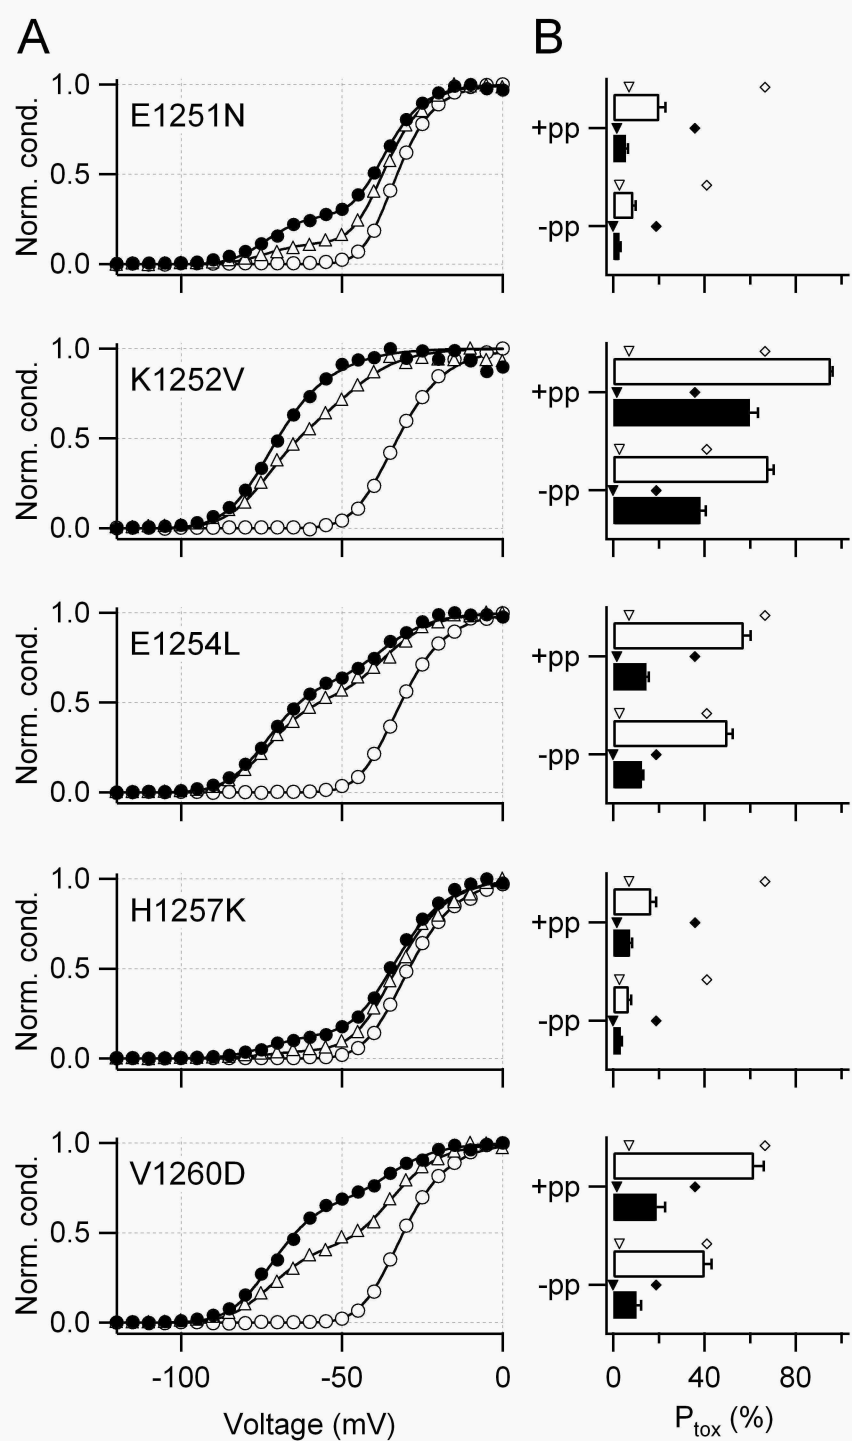 A
B
1.0
0.5
0.0
Norm. cond.
E1251N
+pp
-pp
1.0
0.5
0.0
Norm. cond.
K1252V
+pp
-pp
1.0
0.5
0.0
Norm. cond.
E1254L
+pp
-pp
1.0
0.5
0.0
Norm. cond.
H1257K
+pp
-pp
1.0
0.5
0.0
Norm. cond.
V1260D
+pp
-pp
-100 -50 0
Voltage (mV)
0 40 80
Ptox (%)